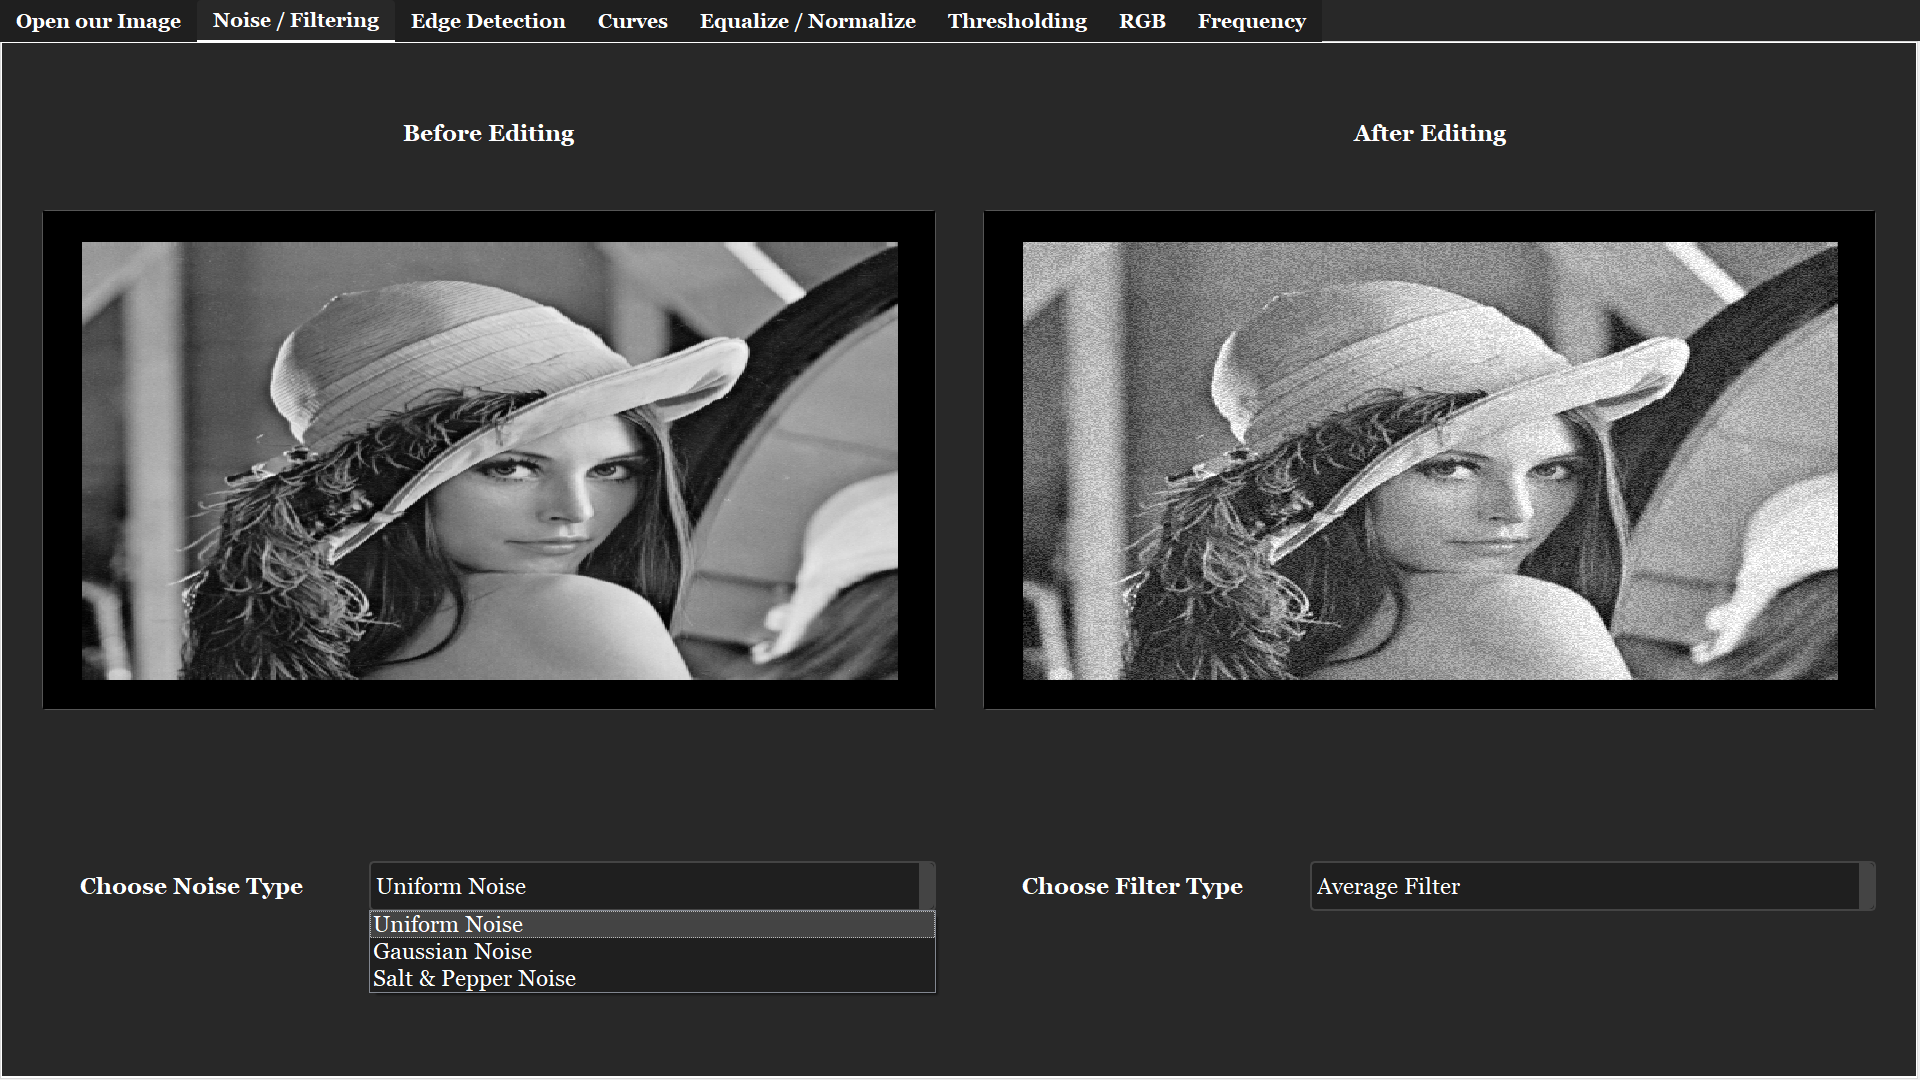 Open our Image Noise / Filtering Edge Detection Curves Equalize / Normalize Thresholding RGB Frequency
Before Editing After Editing
Choose Noise Type Uniform Noise Choose Filter Type Average Filter
Uniform Noise
Gaussian Noise
Salt & Pepper Noise